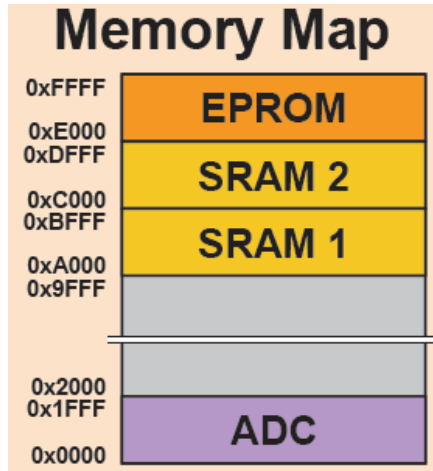 Memory Map
0xFFFF
EPROM
0xE000
0xDFFF
SRAM 2
0xC000
0xBFFF
SRAM 1
0xA000
0x9FFF
0x2000
0x1FFF
ADC
0x0000